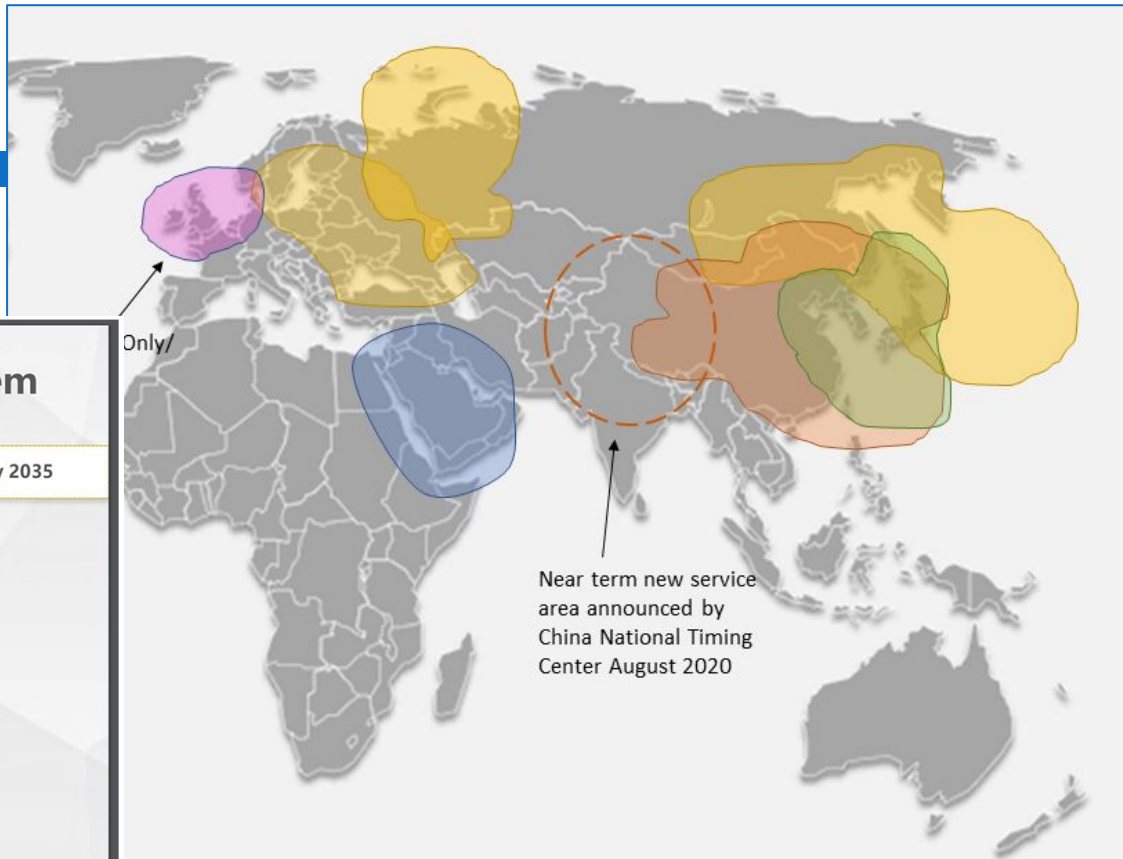 Only/
em
y 2035
Near term new service
area announced by
China National Timing
Center August 2020